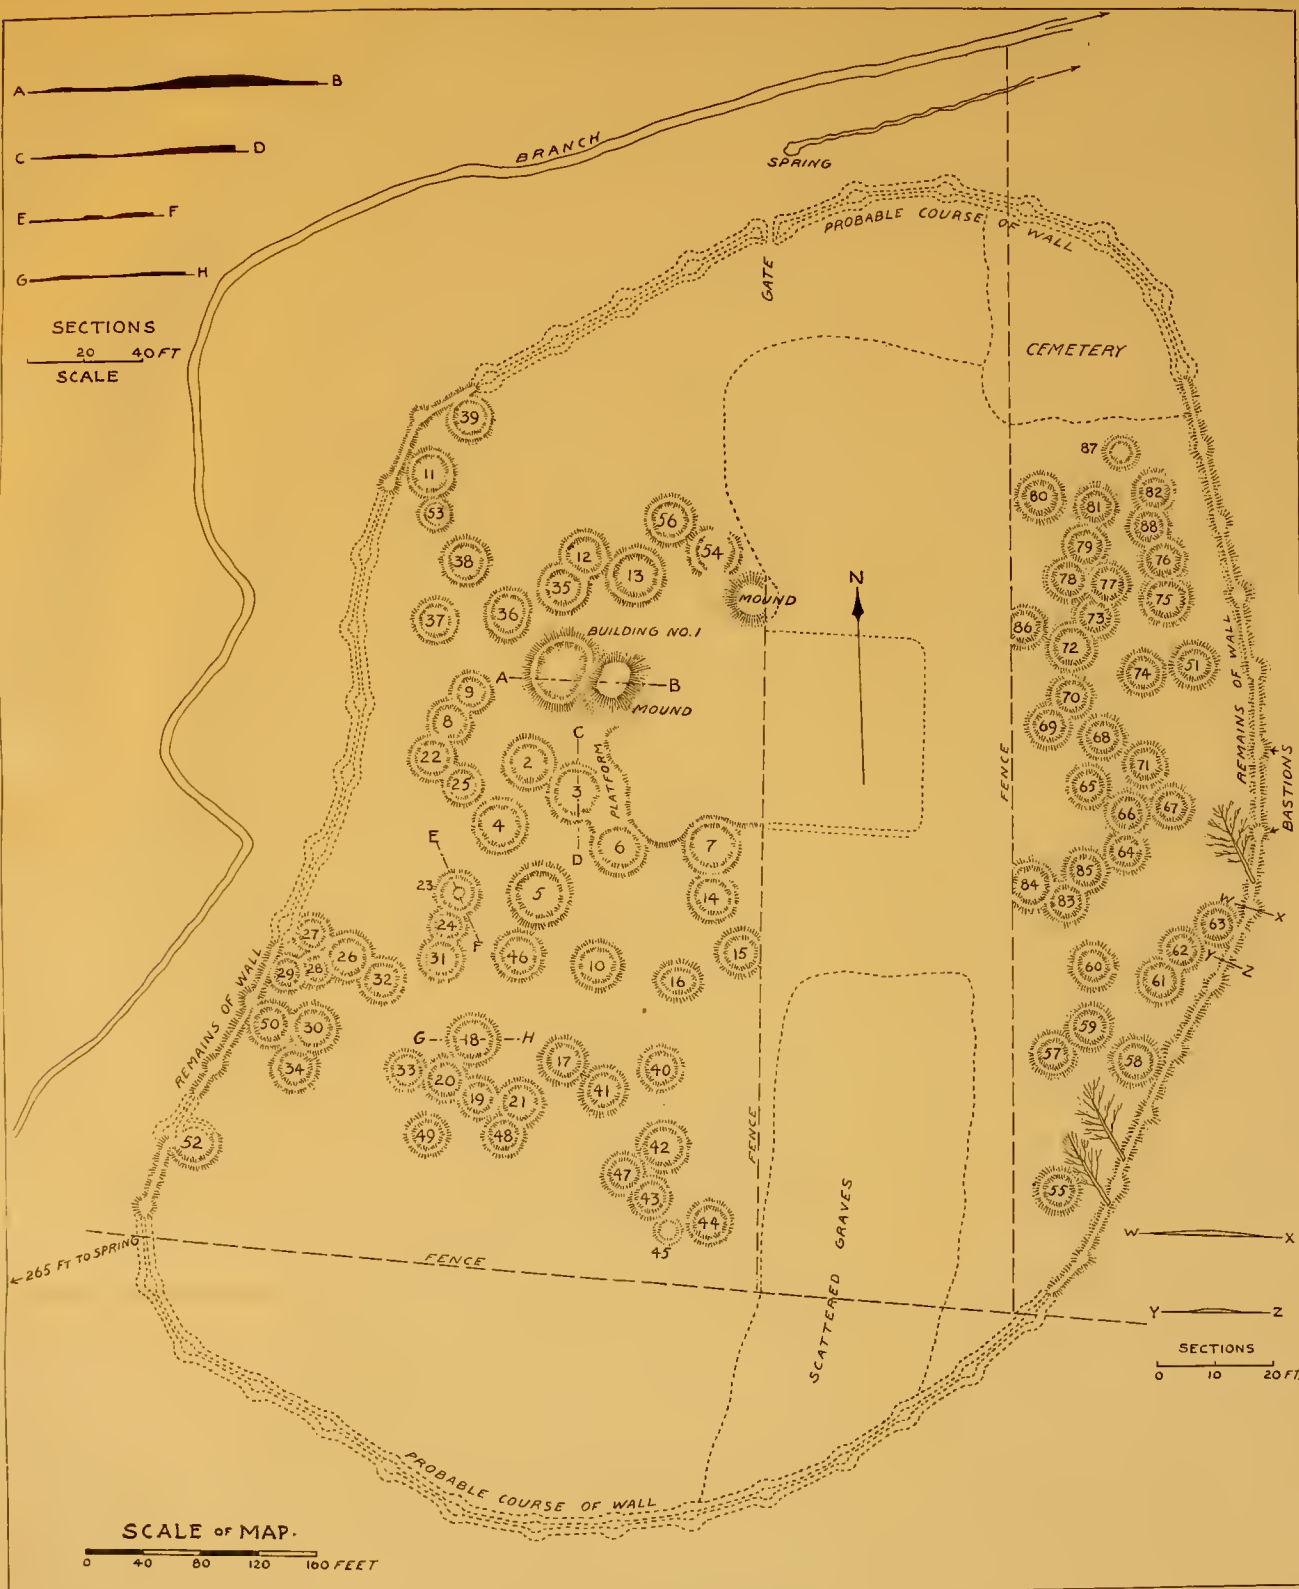 A B
C D
E F
G H
SECTIONS
20 40 FT
SCALE
BRANCH
SPRING
PROBABLE COURSE OF WALL
GATE
CEMETERY
39
11
53
38
37
36
12
35
13
56
54
MOUND
BUILDING NO.1
A B
MOUND
N
87
80
81
82
88
79
76
78
77
75
86
73
72
74
51
70
69
68
71
65
66
67
64
85
84
83
REMAINS OF WALL
BASTIONS
FENCE
9
8
22
25
2
C
3
D
PLATFORM
4
6
7
E
23
24
F
5
14
31
46
10
16
15
27
29
28
26
32
50
30
34
REMAINS OF WALL
G 18 H
33
20
19
21
17
41
40
49
48
52
42
47
43
45
44
FENCE
W
X
63
62
Y
Z
60
61
59
57
58
55
SCATTERED GRAVES
265 FT TO SPRING
FENCE
W X
Y Z
SECTIONS
0 10 20 FT.
PROBABLE COURSE OF WALL
SCALE OF MAP.
0 40 80 120 160 FEET